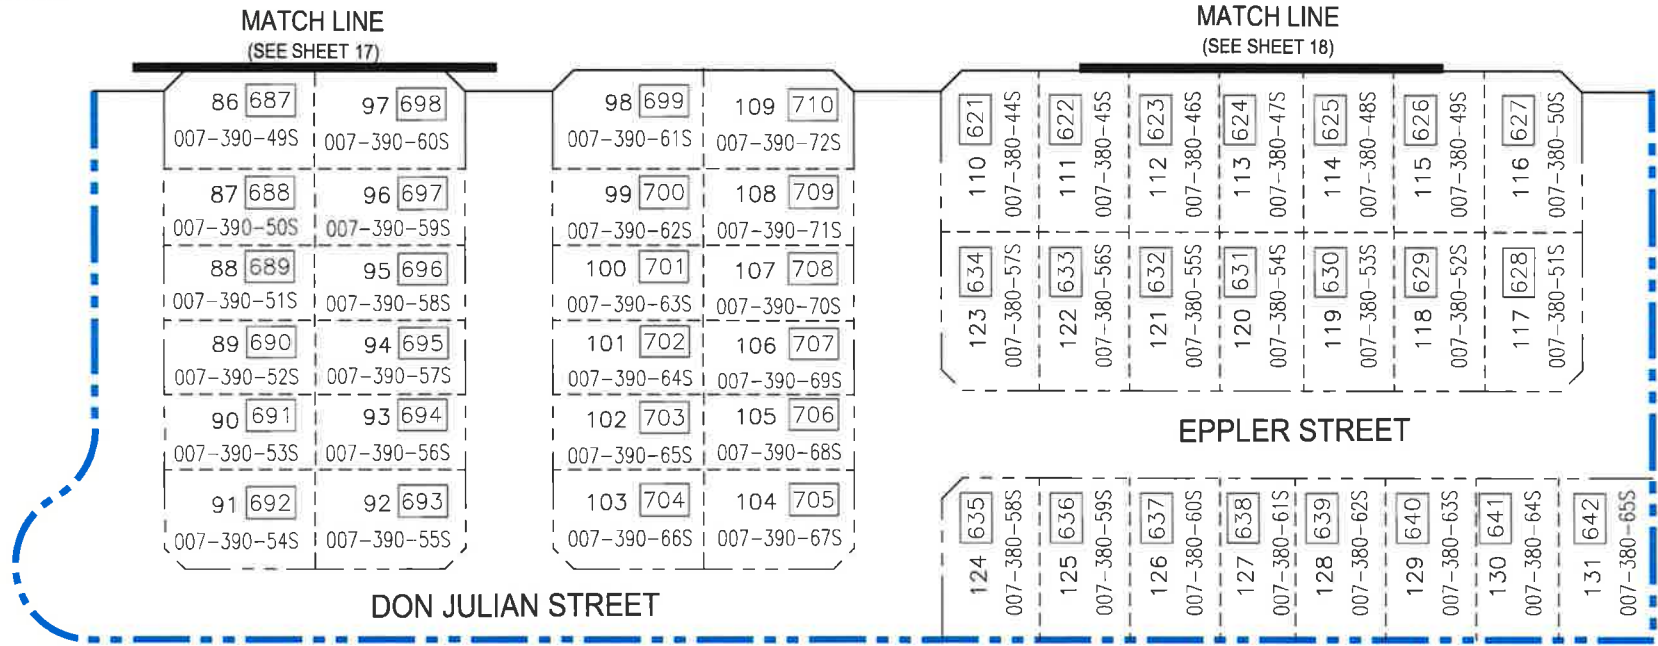 MATCH LINE
(SEE SHEET 17)
MATCH LINE
(SEE SHEET 18)
86 687
007-390-49S
97 698
007-390-60S
87 688
007-390-50S
96 697
007-390-59S
88 689
007-390-51S
95 696
007-390-58S
89 690
007-390-52S
94 695
007-390-57S
90 691
007-390-53S
93 694
007-390-56S
91 692
007-390-54S
92 693
007-390-55S
98 699
007-390-61S
109 710
007-390-72S
99 700
007-390-62S
108 709
007-390-71S
100 701
007-390-63S
107 708
007-390-70S
101 702
007-390-64S
106 707
007-390-69S
102 703
007-390-65S
105 706
007-390-68S
103 704
007-390-66S
104 705
007-390-67S
110 621
007-380-44S
111 622
007-380-45S
112 623
007-380-46S
113 624
007-380-47S
114 625
007-380-48S
115 626
007-380-49S
116 627
007-380-50S
123 634
007-380-57S
122 633
007-380-56S
121 632
007-380-55S
120 631
007-380-54S
119 630
007-380-53S
118 629
007-380-52S
117 628
007-380-51S
EPPLER STREET
124 635
007-380-58S
125 636
007-380-59S
126 637
007-380-60S
127 638
007-380-61S
128 639
007-380-62S
129 640
007-380-63S
130 641
007-380-64S
131 642
007-380-65S
DON JULIAN STREET